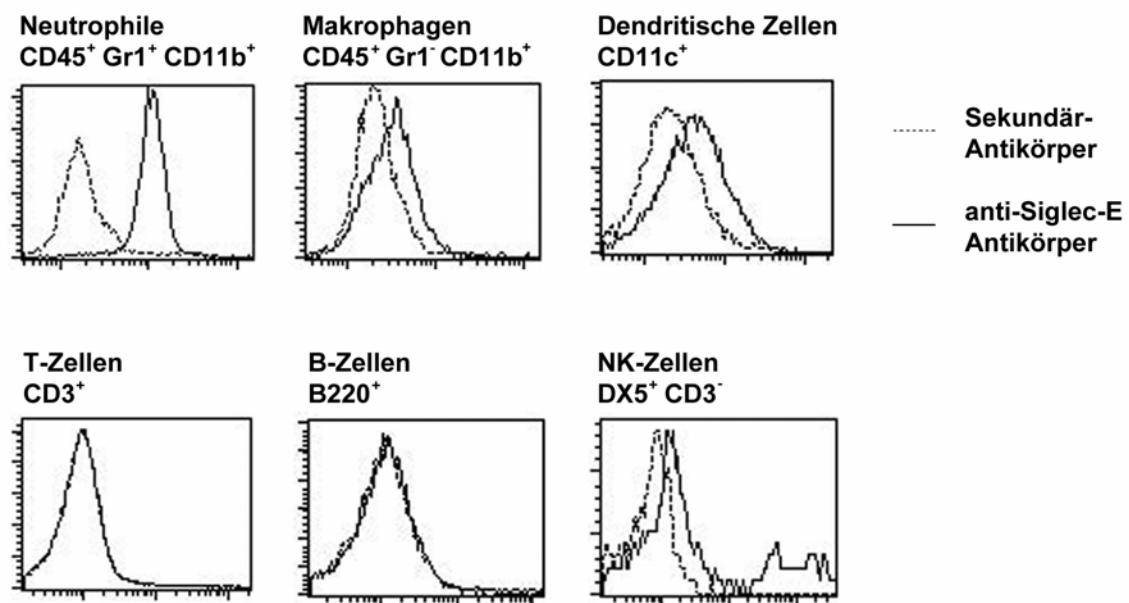 Neutrophile
CD45⁺ Gr1⁺ CD11b⁺
Makrophagen
CD45⁺ Gr1⁻ CD11b⁺
Dendritische Zellen
CD11c⁺
Sekundär-
Antikörper
anti-Siglec-E
Antikörper
T-Zellen
CD3⁺
B-Zellen
B220⁺
NK-Zellen
DX5⁺ CD3⁻